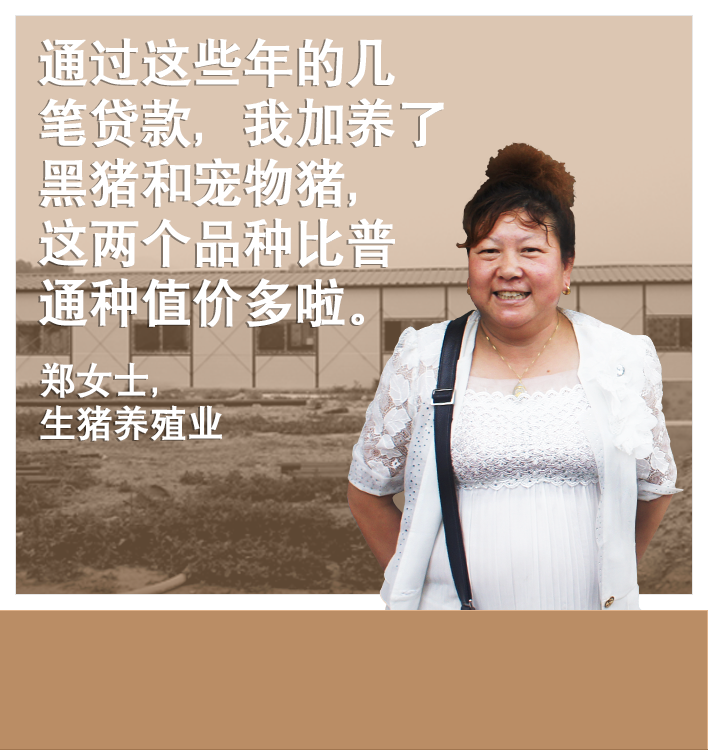 通过这些年的几
笔贷款, 我加养了
黑猪和宠物猪,
这两个品种比普
通种值价多啦。
郑女士,
生猪养殖业